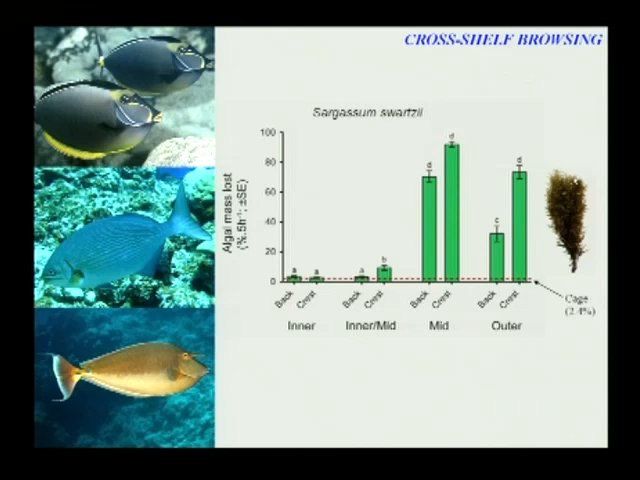 CROSS-SHELF BROWSING
Sargassum swartzii
Algal mass lost
(%.5h⁻¹: ±SE)
100
80
60
40
20
0
a
a
a
b
d
d
c
d
Back
Crest
Back
Crest
Back
Crest
Back
Crest
Inner
Inner/Mid
Mid
Outer
Cage
(2.4%)